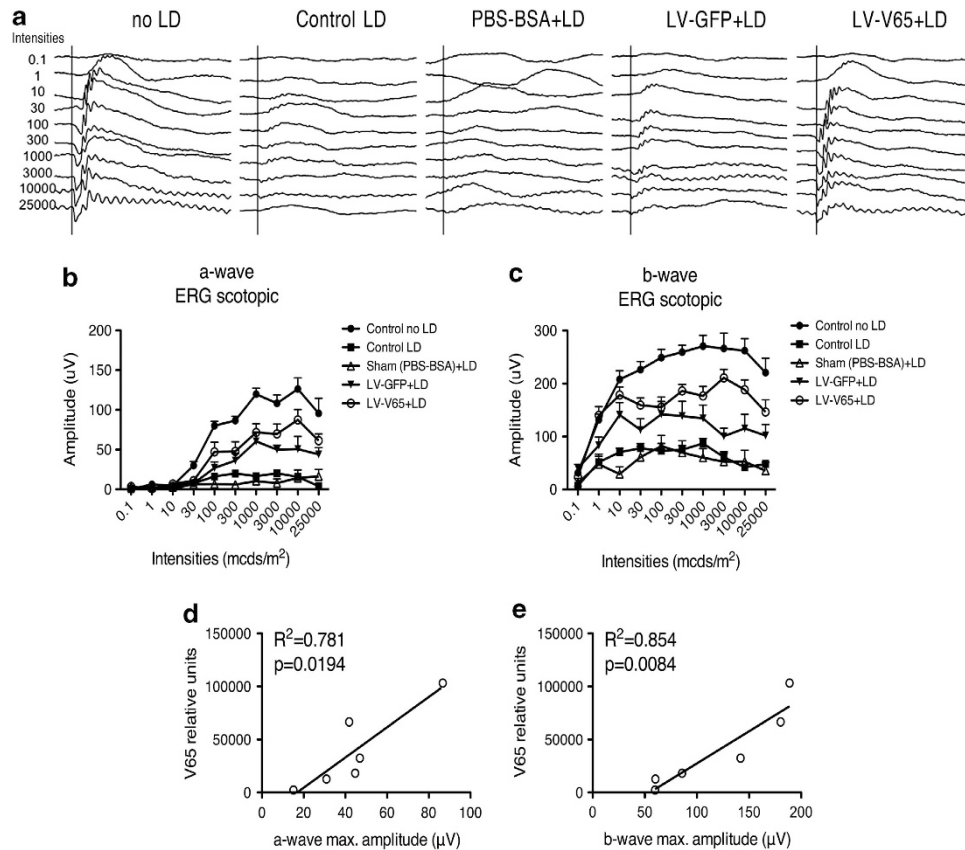 a
no LD
Control LD
PBS-BSA+LD
LV-GFP+LD
LV-V65+LD
Intensities
0.1
1
10
30
100
300
1000
3000
10000
25000
b
a-wave
ERG scotopic
Amplitude (uV)
200
150
100
50
0
0.1
1
10
30
100
300
1000
3000
10000
25000
Intensities (mcds/m²)
Control no LD
Control LD
Sham (PBS-BSA)+LD
LV-GFP+LD
LV-V65+LD
c
b-wave
ERG scotopic
Amplitude (uV)
300
200
100
0
0.1
1
10
30
100
300
1000
3000
10000
25000
Intensities (mcds/m²)
Control no LD
Control LD
Sham (PBS-BSA)+LD
LV-GFP+LD
LV-V65+LD
d
R²=0.781
p=0.0194
V65 relative units
150000
100000
50000
0
0
20
40
60
80
100
a-wave max. amplitude (μV)
e
R²=0.854
p=0.0084
V65 relative units
150000
100000
50000
0
0
50
100
150
200
b-wave max. amplitude (μV)